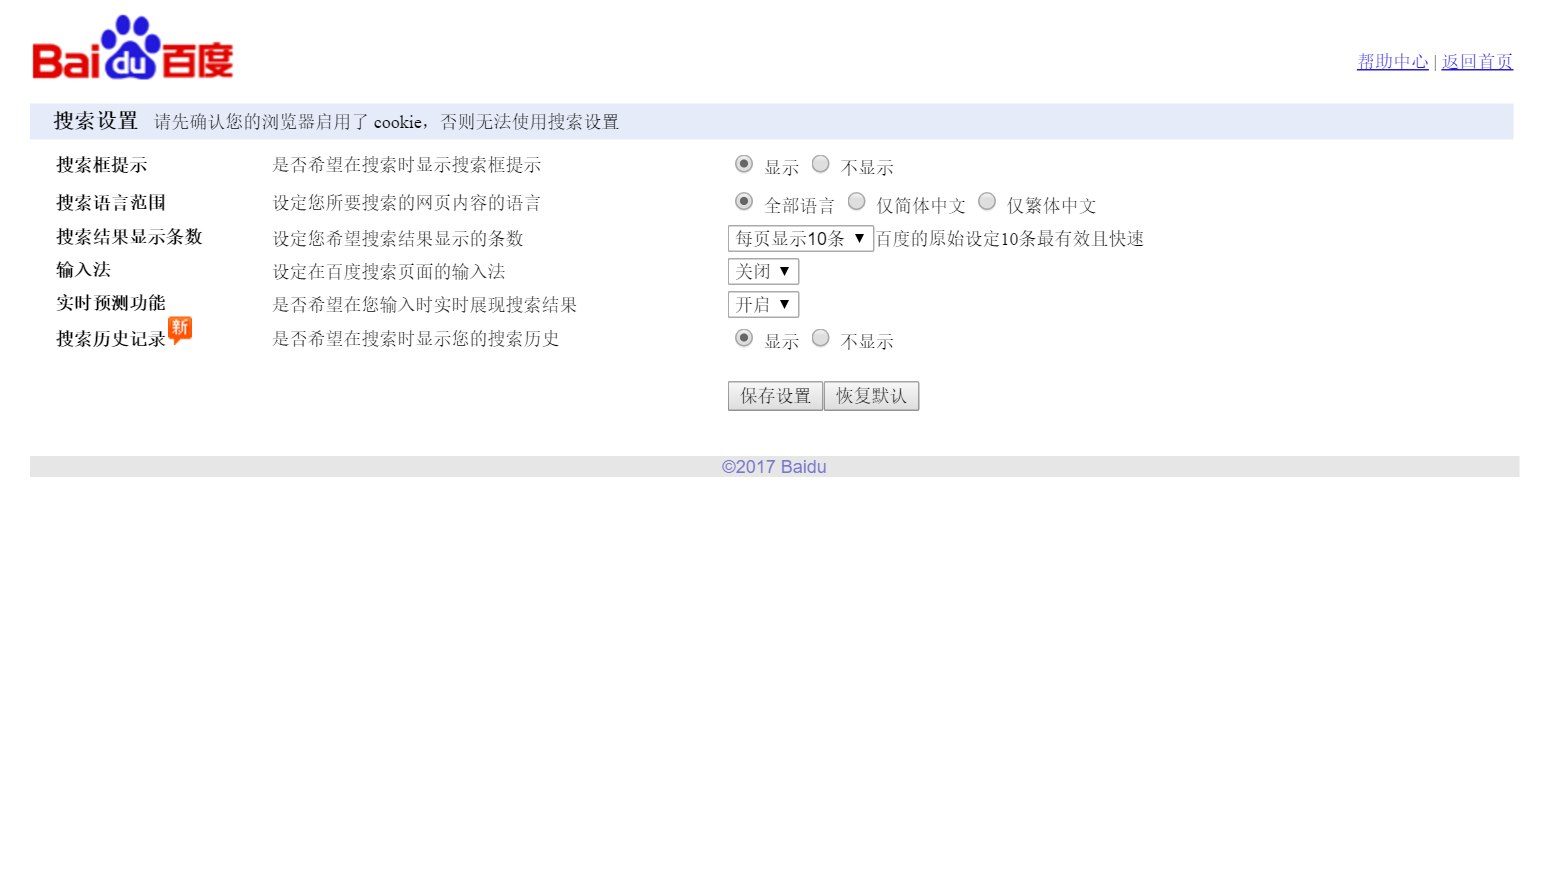 Baidu百度
帮助中心 | 返回首页
搜索设置 请先确认您的浏览器启用了 cookie，否则无法使用搜索设置
搜索框提示 是否希望在搜索时显示搜索框提示 显示 不显示
搜索语言范围 设定您所要搜索的网页内容的语言 全部语言 仅简体中文 仅繁体中文
搜索结果显示条数 设定您希望搜索结果显示的条数 每页显示10条 ▼ 百度的原始设定10条最有效且快速
输入法 设定在百度搜索页面的输入法 关闭 ▼
实时预测功能 是否希望在您输入时实时展现搜索结果 开启 ▼
搜索历史记录 新 是否希望在搜索时显示您的搜索历史 显示 不显示
保存设置 恢复默认
©2017 Baidu